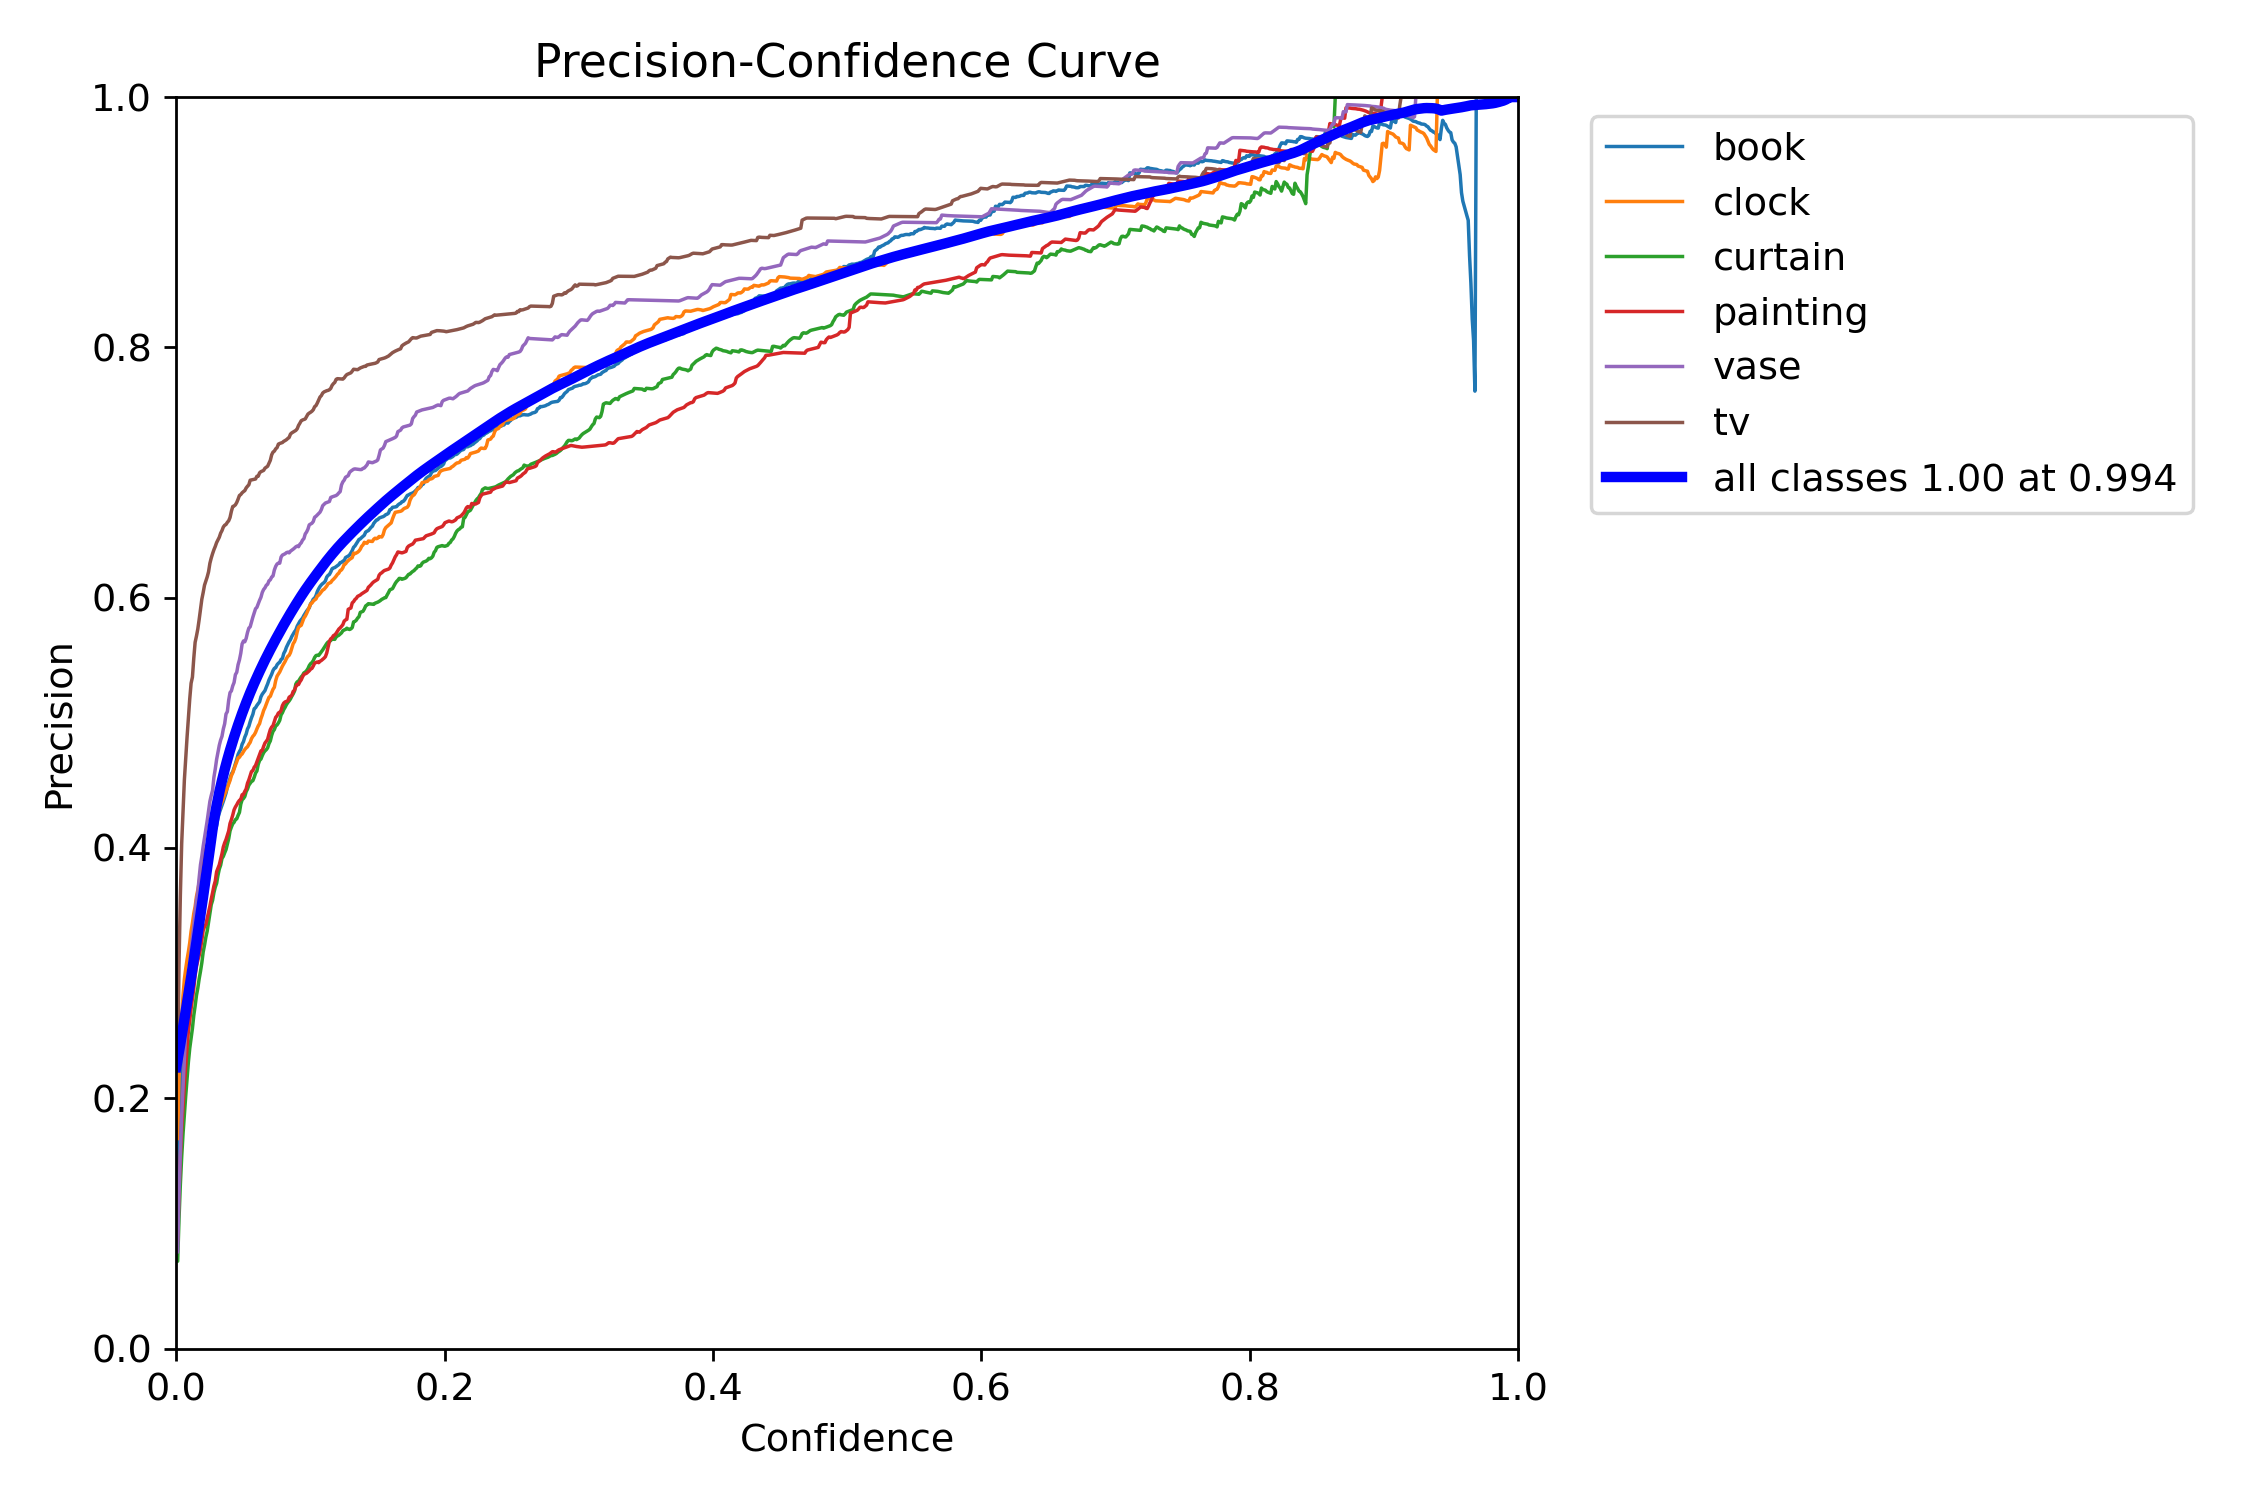 Precision-Confidence Curve
1.0
0.8
0.6
0.4
0.2
0.0
Precision
0.0 0.2 0.4 0.6 0.8 1.0
Confidence
book
clock
curtain
painting
vase
tv
all classes 1.00 at 0.994